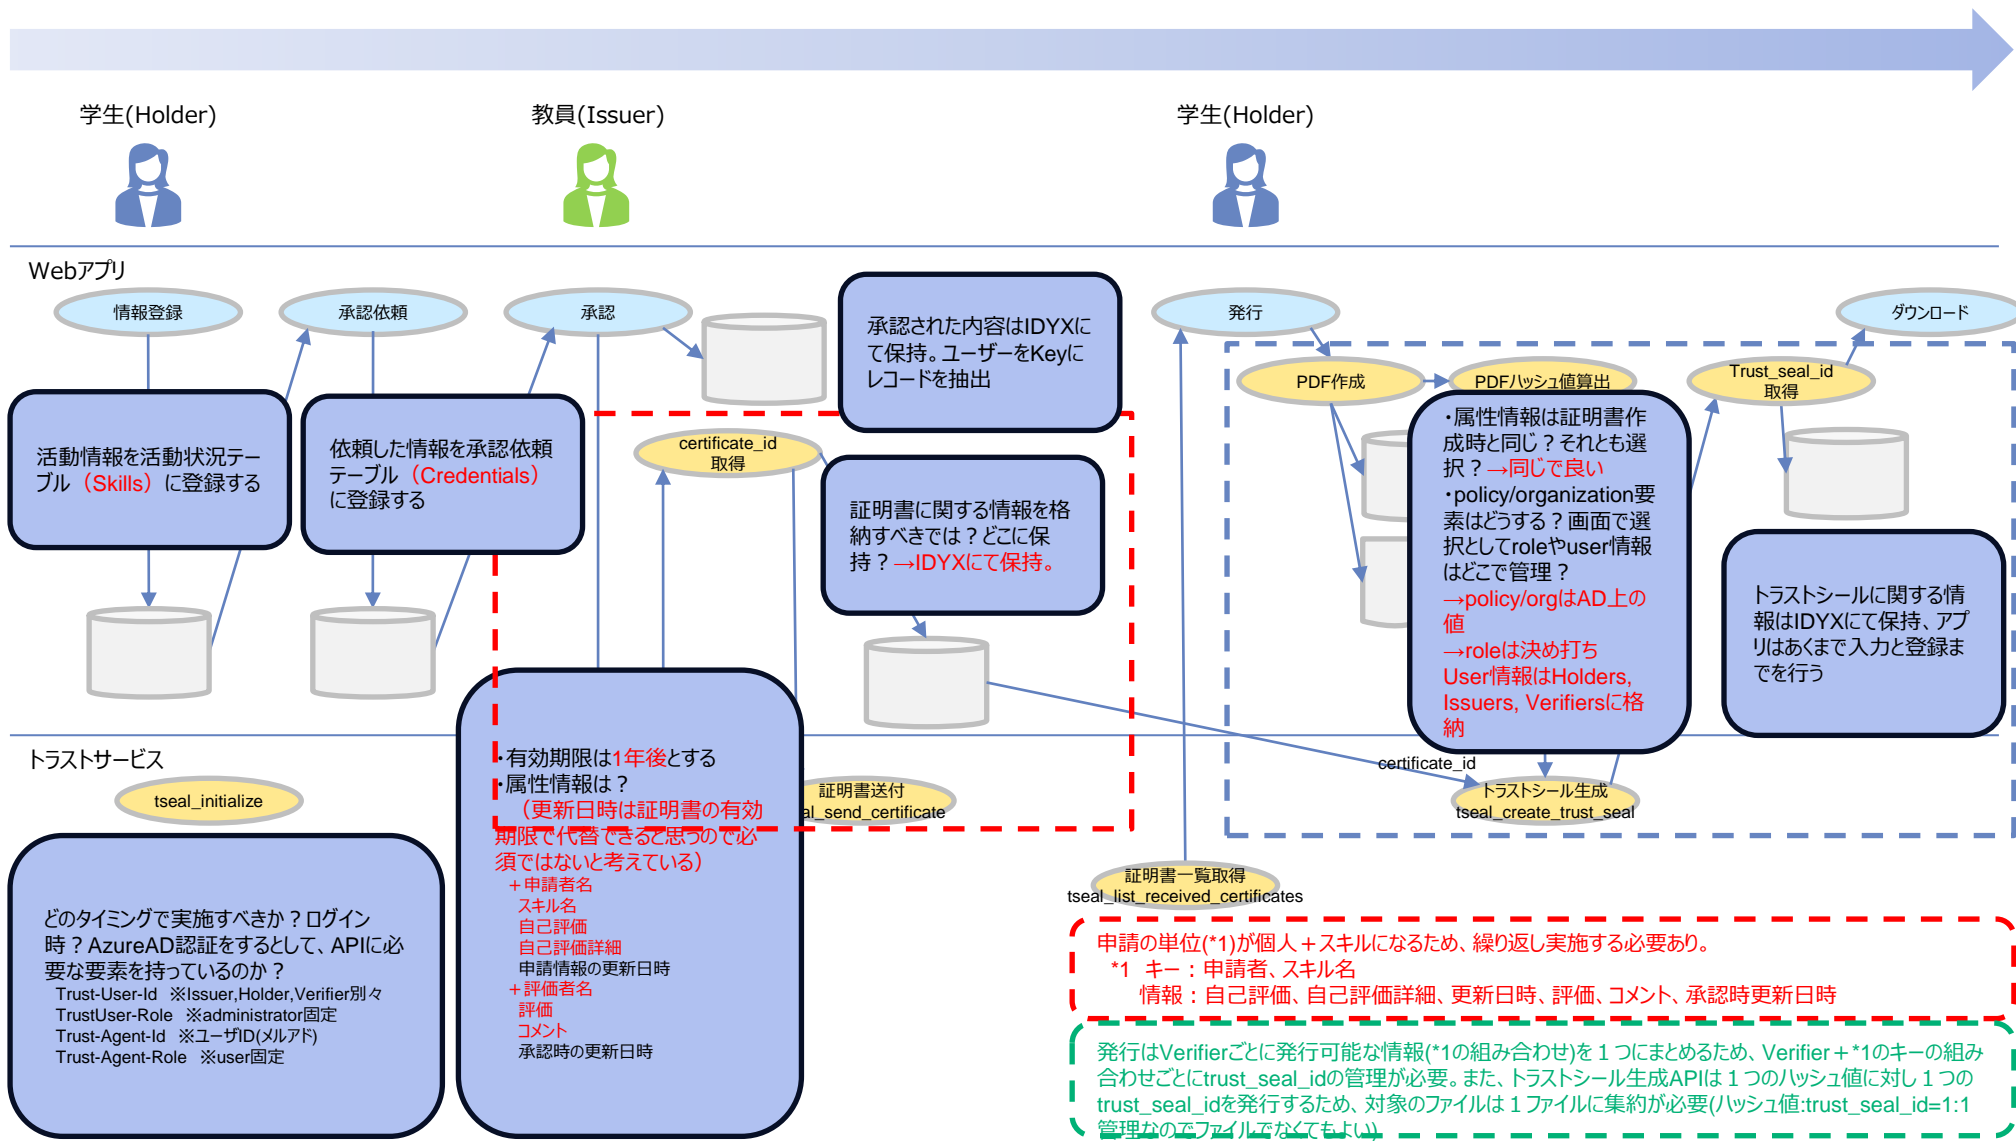 学生(Holder)
教員(Issuer)
学生(Holder)
Webアプリ
情報登録
承認依頼
承認
発行
ダウンロード
承認された内容はIDYXに
て保持。ユーザーをKeyに
レコードを抽出
PDF作成
PDFハッシュ値算出
Trust_seal_id
取得
活動情報を活動状況テー
ブル（Skills）に登録する
依頼した情報を承認依頼
テーブル（Credentials）
に登録する
certificate_id
取得
証明書に関する情報を格
納すべきでは？どこに保
持？→IDYXにて保持。
・属性情報は証明書作
成時と同じ？それとも選
択？→同じで良い
・policy/organization要
素はどうする？画面で選
択としてroleやuser情報
はどこで管理？
→policy/orgはAD上の
値
→roleは決め打ち
User情報はHolders,
Issuers, Verifiersに格
納
トラストシールに関する情
報はIDYXにて保持、アプ
リはあくまで入力と登録ま
でを行う
トラストサービス
tseal_initialize
・有効期限は1年後とする
・属性情報は？
（更新日時は証明書の有効
期限で代替できると思うので必
須ではないと考えている）
＋申請者名
スキル名
自己評価
自己評価詳細
申請情報の更新日時
＋評価者名
評価
コメント
承認時の更新日時
証明書送付
al_send_certificate
certificate_id
トラストシール生成
tseal_create_trust_seal
証明書一覧取得
tseal_list_received_certificates
どのタイミングで実施すべきか？ログイン
時？AzureAD認証をするとして、APIに必
要な要素を持っているのか？
Trust-User-Id　※Issuer,Holder,Verifier別々
TrustUser-Role　※administrator固定
Trust-Agent-Id　※ユーザID(メルアド)
Trust-Agent-Role　※user固定
申請の単位(*1)が個人＋スキルになるため、繰り返し実施する必要あり。
*1　キー：申請者、スキル名
情報：自己評価、自己評価詳細、更新日時、評価、コメント、承認時更新日時
発行はVerifierごとに発行可能な情報(*1の組み合わせ)を１つにまとめるため、Verifier＋*1のキーの組み
合わせごとにtrust_seal_idの管理が必要。また、トラストシール生成APIは１つのハッシュ値に対し１つの
trust_seal_idを発行するため、対象のファイルは１ファイルに集約が必要(ハッシュ値:trust_seal_id=1:1
管理なのでファイルでなくてもよい)